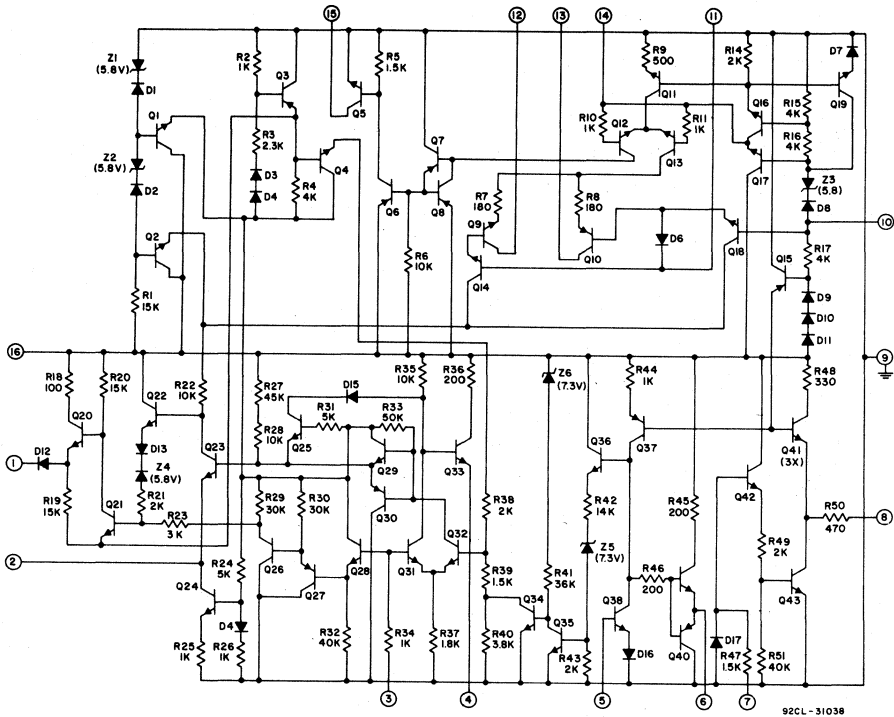 15
12
13
14
11
Z1
(5.8V)
D1
Z2
(5.8V)
D2
Q1
Q2
R1
15K
R2
1K
Q3
R3
2.3K
D3
D4
R4
4K
Q4
R5
1.5K
Q5
Q6
Q7
Q8
R6
10K
R7
180
Q9
Q14
R8
180
Q10
D6
R9
500
Q11
R10
1K
Q12
R11
1K
Q13
R14
2K
Q16
Q17
Q18
D7
Q19
R15
4K
R16
4K
Z3
(5.8)
D8
10
R17
4K
Q15
D9
D10
D11
16
9
R18
100
R20
15K
Q20
D12
1
R19
15K
Q21
Q22
D13
Z4
(5.8V)
R21
2K
R23
3 K
R22
10K
Q23
2
R24
5K
Q24
D4
R25
1K
R26
1K
R27
45K
R28
10K
Q25
D15
R31
5K
R33
50K
Q29
Q30
R29
30K
R30
30K
Q26
Q27
Q28
R32
40K
R34
1K
3
R35
10K
R36
200
Q33
Q31
Q32
R37
1.8K
4
R38
2K
R39
1.5K
R40
3.8K
Q34
Q35
Z6
(7.3V)
R41
36K
Q36
R42
14K
Z5
(7.3V)
R43
2K
R44
1K
Q37
Q38
D16
5
R46
200
R45
200
Q40
6
Q42
D17
R47
1.5K
7
R49
2K
R51
40K
R48
330
Q41
(3X)
R50
470
8
Q43
92CL-31038